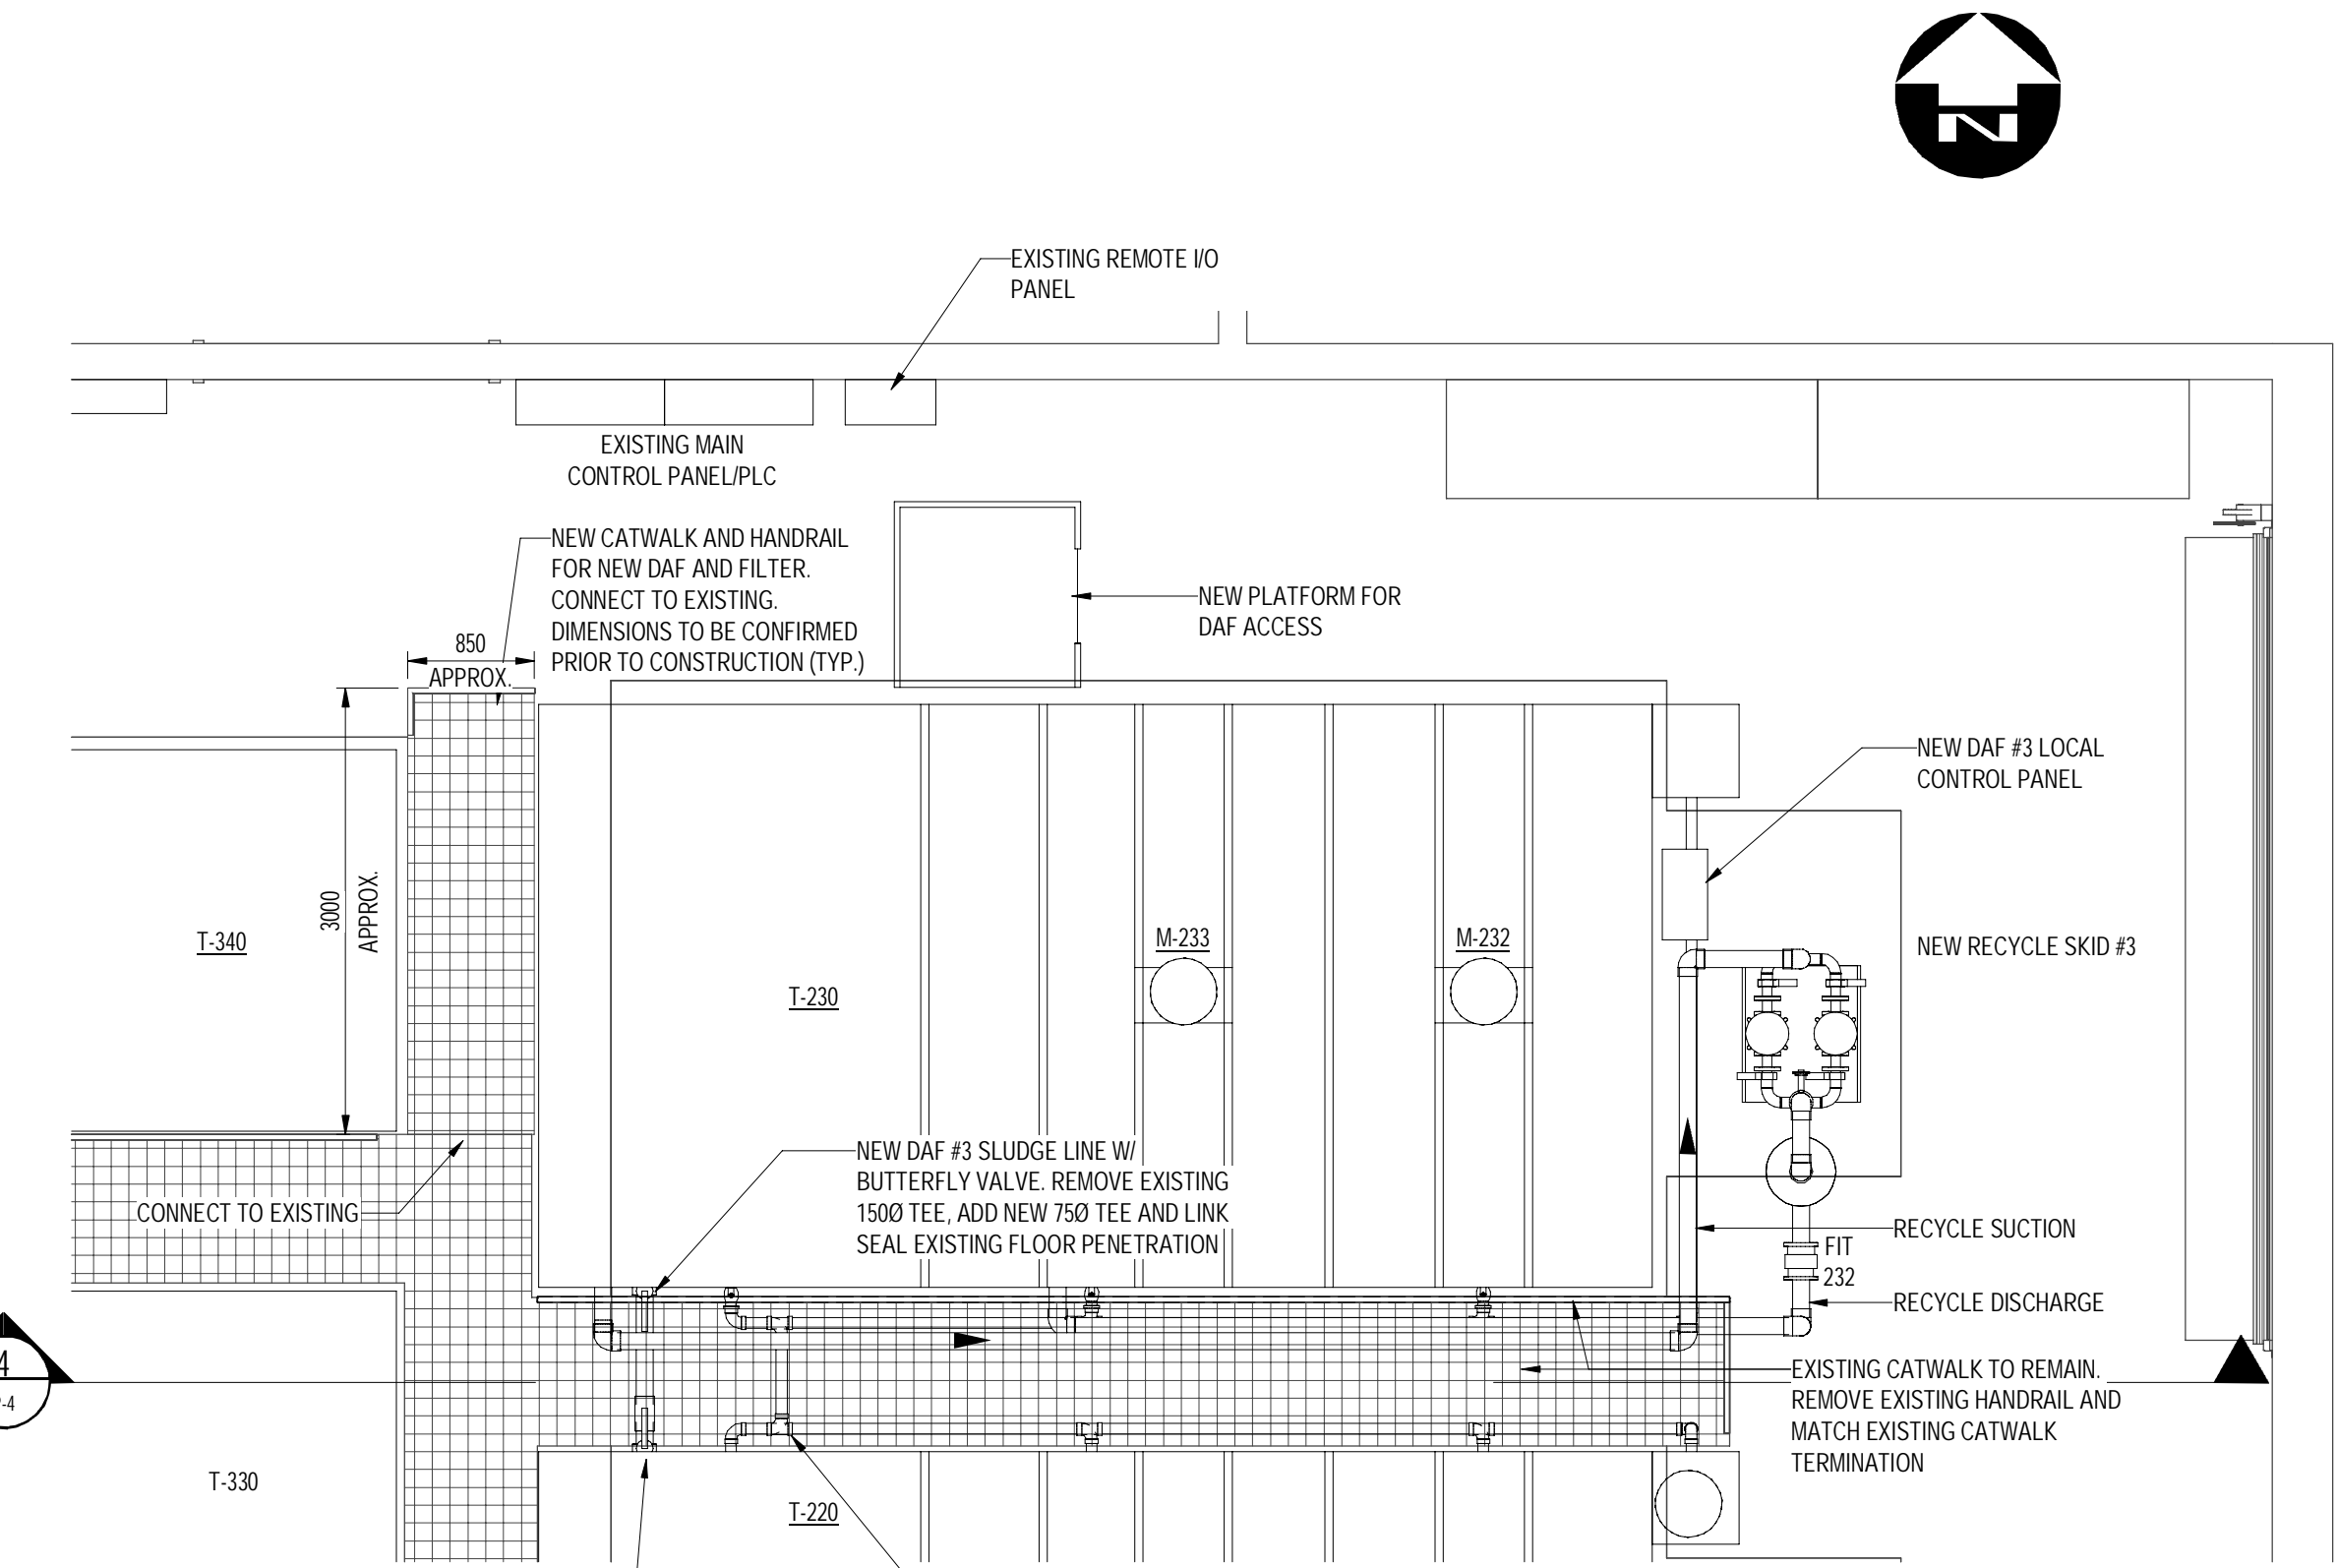 N
EXISTING REMOTE I/O
PANEL
EXISTING MAIN
CONTROL PANEL/PLC
NEW CATWALK AND HANDRAIL
FOR NEW DAF AND FILTER.
CONNECT TO EXISTING.
DIMENSIONS TO BE CONFIRMED
PRIOR TO CONSTRUCTION (TYP.)
NEW PLATFORM FOR
DAF ACCESS
850
APPROX.
3000
APPROX.
NEW DAF #3 LOCAL
CONTROL PANEL
T-340
M-233
M-232
NEW RECYCLE SKID #3
T-230
NEW DAF #3 SLUDGE LINE W/
BUTTERFLY VALVE. REMOVE EXISTING
150Ø TEE, ADD NEW 75Ø TEE AND LINK
SEAL EXISTING FLOOR PENETRATION
CONNECT TO EXISTING
RECYCLE SUCTION
FIT
232
RECYCLE DISCHARGE
EXISTING CATWALK TO REMAIN.
REMOVE EXISTING HANDRAIL AND
MATCH EXISTING CATWALK
TERMINATION
4
-4
T-330
T-220